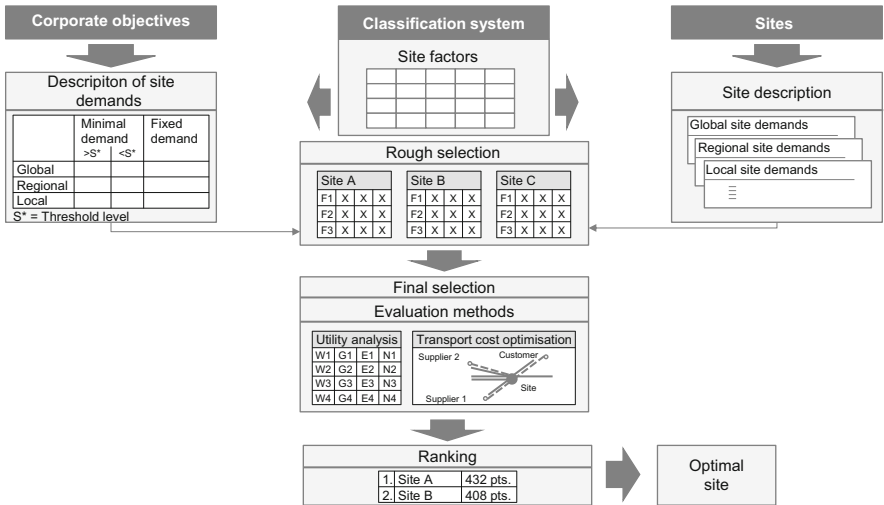 Corporate objectives
Classification system
Sites
Descripiton of site
demands
Minimal
demand
>S* <S*
Fixed
demand
Global
Regional
Local
S* = Threshold level
Site factors
Site description
Global site demands
Regional site demands
Local site demands
Rough selection
Site A
F1 X X X
F2 X X X
F3 X X X
Site B
F1 X X X
F2 X X X
F3 X X X
Site C
F1 X X X
F2 X X X
F3 X X X
Final selection
Evaluation methods
Utility analysis
W1 G1 E1 N1
W2 G2 E2 N2
W3 G3 E3 N3
W4 G4 E4 N4
Transport cost optimisation
Supplier 2
Customer
Site
Supplier 1
Ranking
1. Site A 432 pts.
2. Site B 408 pts.
Optimal
site